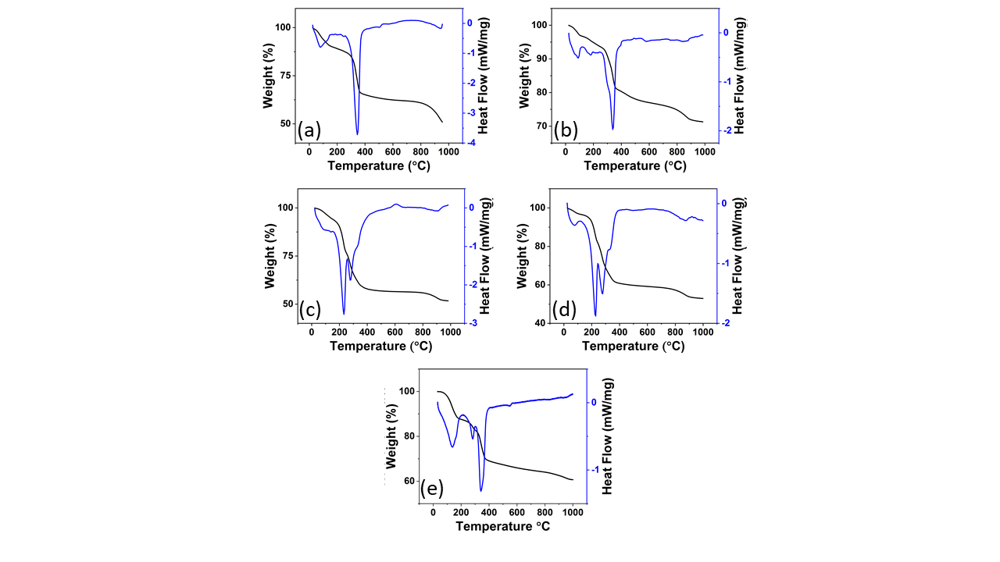 100
75
50
Weight (%)
0
-1
-2
-3
-4
Heat Flow (mW/mg)
(a)
0 200 400 600 800 1000
Temperature (°C)
100
90
80
70
Weight (%)
0
-1
-2
Heat Flow (mW/mg)
(b)
0 200 400 600 800 1000
Temperature (°C)
100
75
50
Weight (%)
0
-1
-2
-3
Heat Flow (mW/mg)
(c)
0 200 400 600 800 1000
Temperature (°C)
100
80
60
40
Weight (%)
0
-1
-2
Heat Flow (mW/mg)
(d)
0 200 400 600 800 1000
Temperature (°C)
100
80
60
Weight (%)
0
-1
Heat Flow (mW/mg)
(e)
0 200 400 600 800 1000
Temperature °C